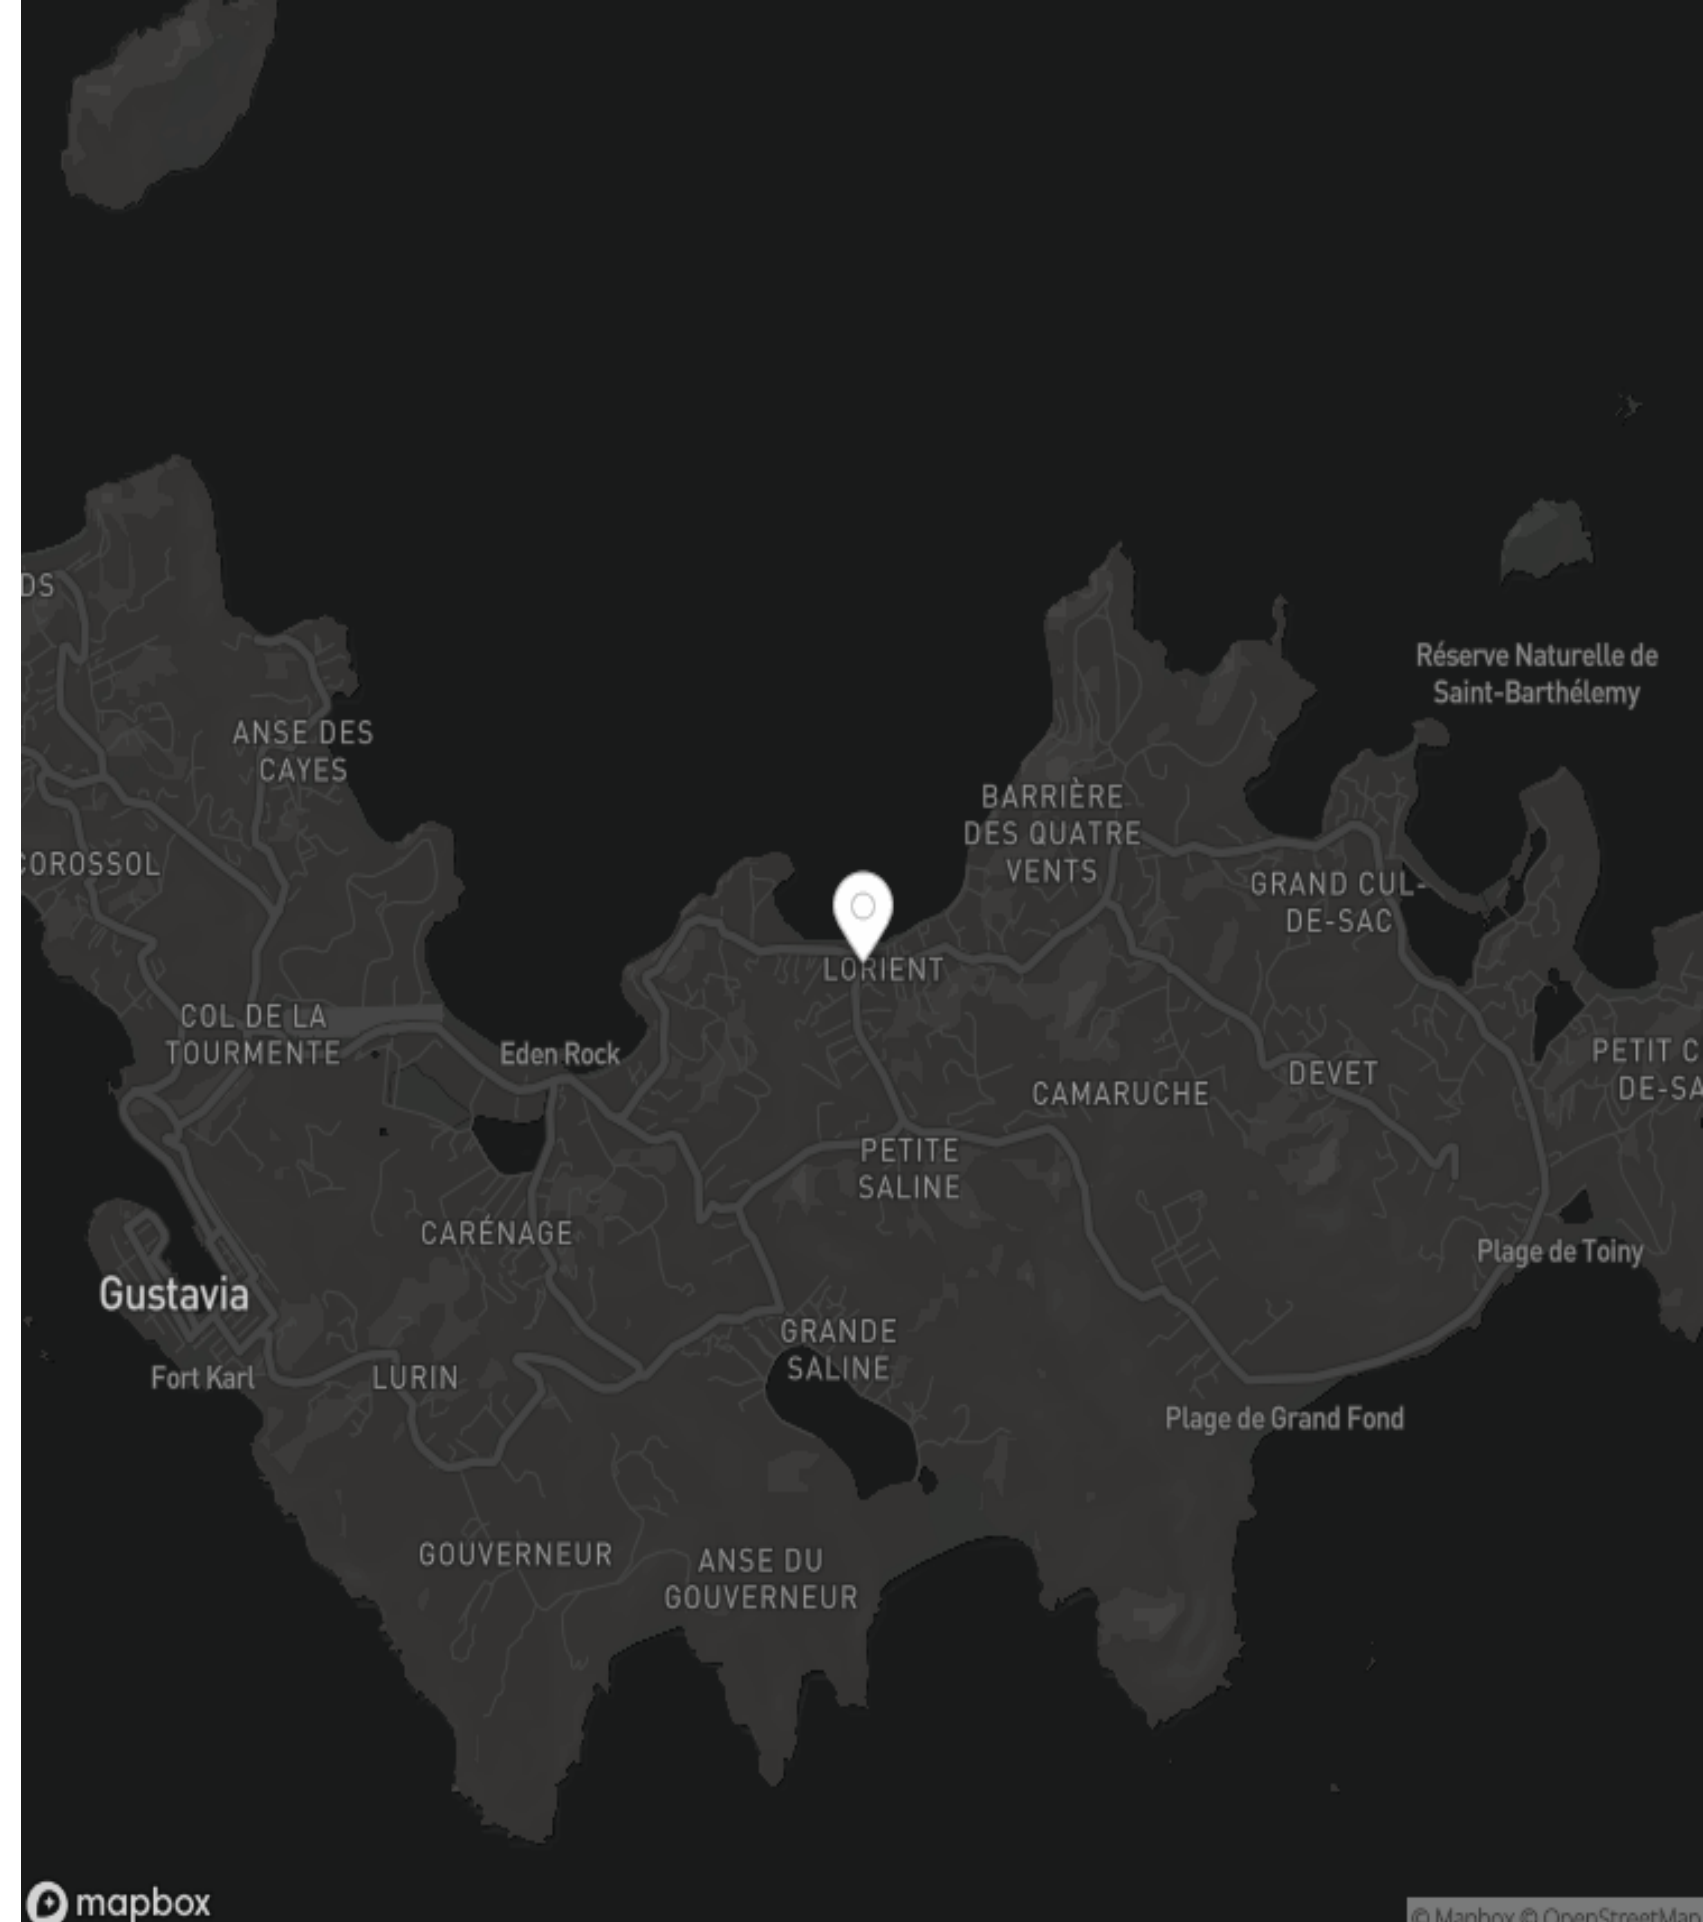 DS
Réserve Naturelle de
Saint-Barthélemy
ANSE DES
CAYES
BARRIÈRE
DES QUATRE
VENTS
COROSSOL
GRAND CUL-
DE-SAC
LORIENT
COL DE LA
TOURMENTE
Eden Rock
PETIT C
DE-SA
DEVET
CAMARUCHE
PETITE
SALINE
CARÉNAGE
Plage de Toiny
Gustavia
GRANDE
SALINE
Fort Karl
LURIN
Plage de Grand Fond
GOUVERNEUR
ANSE DU
GOUVERNEUR
mapbox
© Mapbox © OpenStreetMap